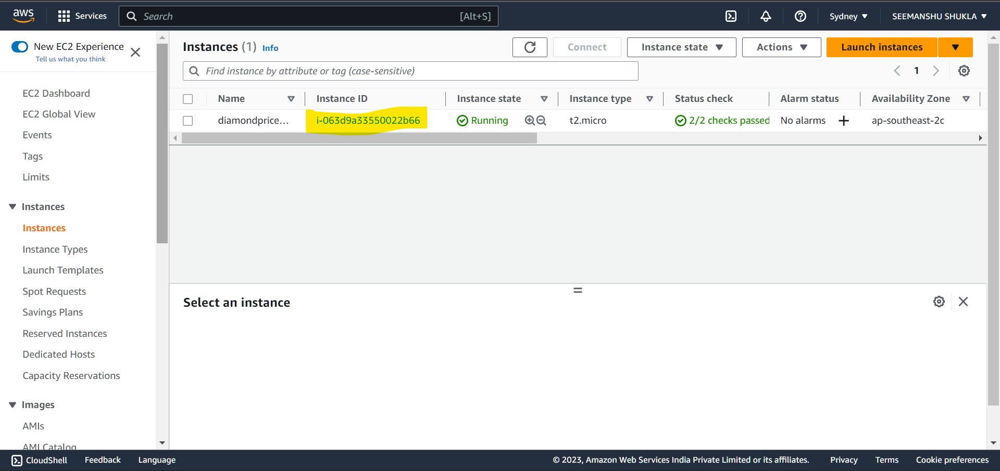 aws
Services
Search [Alt+S]
Sydney
SEEMANSHU SHUKLA
New EC2 Experience
Tell us what you think
EC2 Dashboard
EC2 Global View
Events
Tags
Limits
Instances
Instances
Instance Types
Launch Templates
Spot Requests
Savings Plans
Reserved Instances
Dedicated Hosts
Capacity Reservations
Images
AMIs
AMI Catalog
Instances (1) Info
Connect
Instance state
Actions
Launch instances
Find instance by attribute or tag (case-sensitive)
1
Name Instance ID Instance state Instance type Status check Alarm status Availability Zone
diamondprice... i-063d9a33550022b66 Running t2.micro 2/2 checks passed No alarms + ap-southeast-2c
Select an instance
CloudShell Feedback Language © 2023, Amazon Web Services India Private Limited or its affiliates. Privacy Terms Cookie preferences